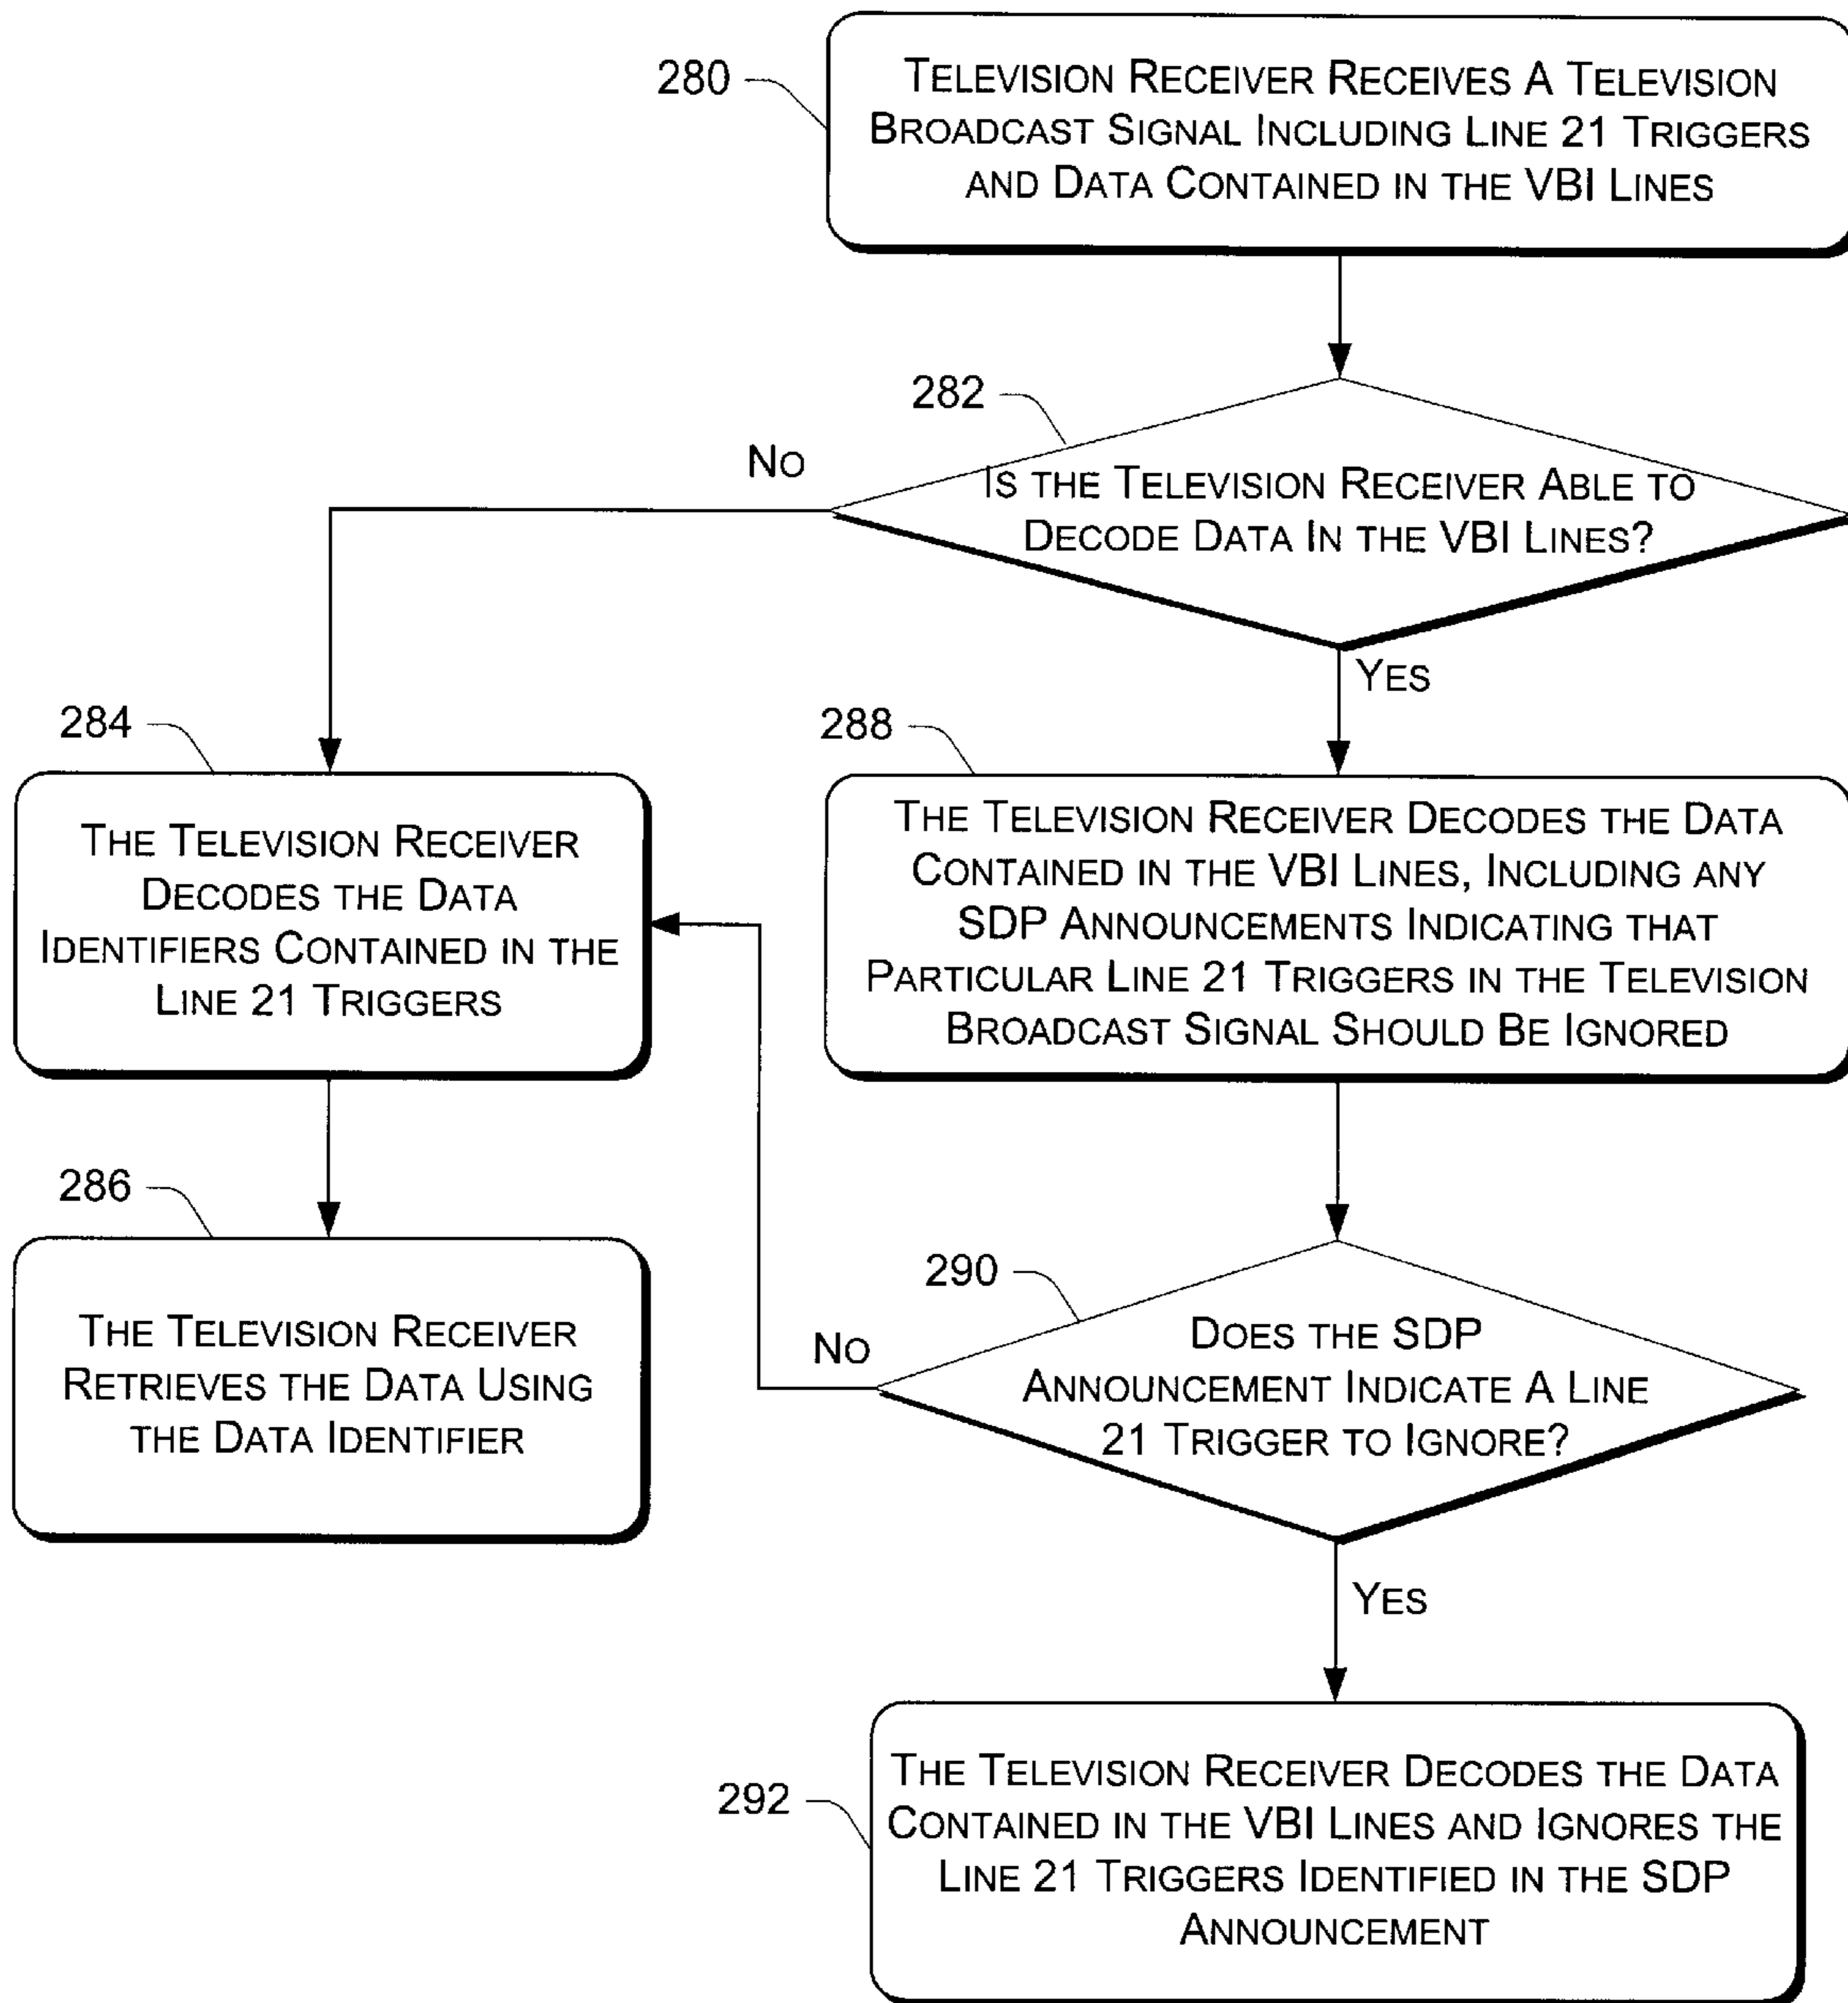 280
TELEVISION RECEIVER RECEIVES A TELEVISION
BROADCAST SIGNAL INCLUDING LINE 21 TRIGGERS
AND DATA CONTAINED IN THE VBI LINES
282
NO
IS THE TELEVISION RECEIVER ABLE TO
DECODE DATA IN THE VBI LINES?
YES
284
THE TELEVISION RECEIVER
DECODES THE DATA
IDENTIFIERS CONTAINED IN THE
LINE 21 TRIGGERS
288
THE TELEVISION RECEIVER DECODES THE DATA
CONTAINED IN THE VBI LINES, INCLUDING ANY
SDP ANNOUNCEMENTS INDICATING THAT
PARTICULAR LINE 21 TRIGGERS IN THE TELEVISION
BROADCAST SIGNAL SHOULD BE IGNORED
286
THE TELEVISION RECEIVER
RETRIEVES THE DATA USING
THE DATA IDENTIFIER
290
NO
DOES THE SDP
ANNOUNCEMENT INDICATE A LINE
21 TRIGGER TO IGNORE?
YES
292
THE TELEVISION RECEIVER DECODES THE DATA
CONTAINED IN THE VBI LINES AND IGNORES THE
LINE 21 TRIGGERS IDENTIFIED IN THE SDP
ANNOUNCEMENT